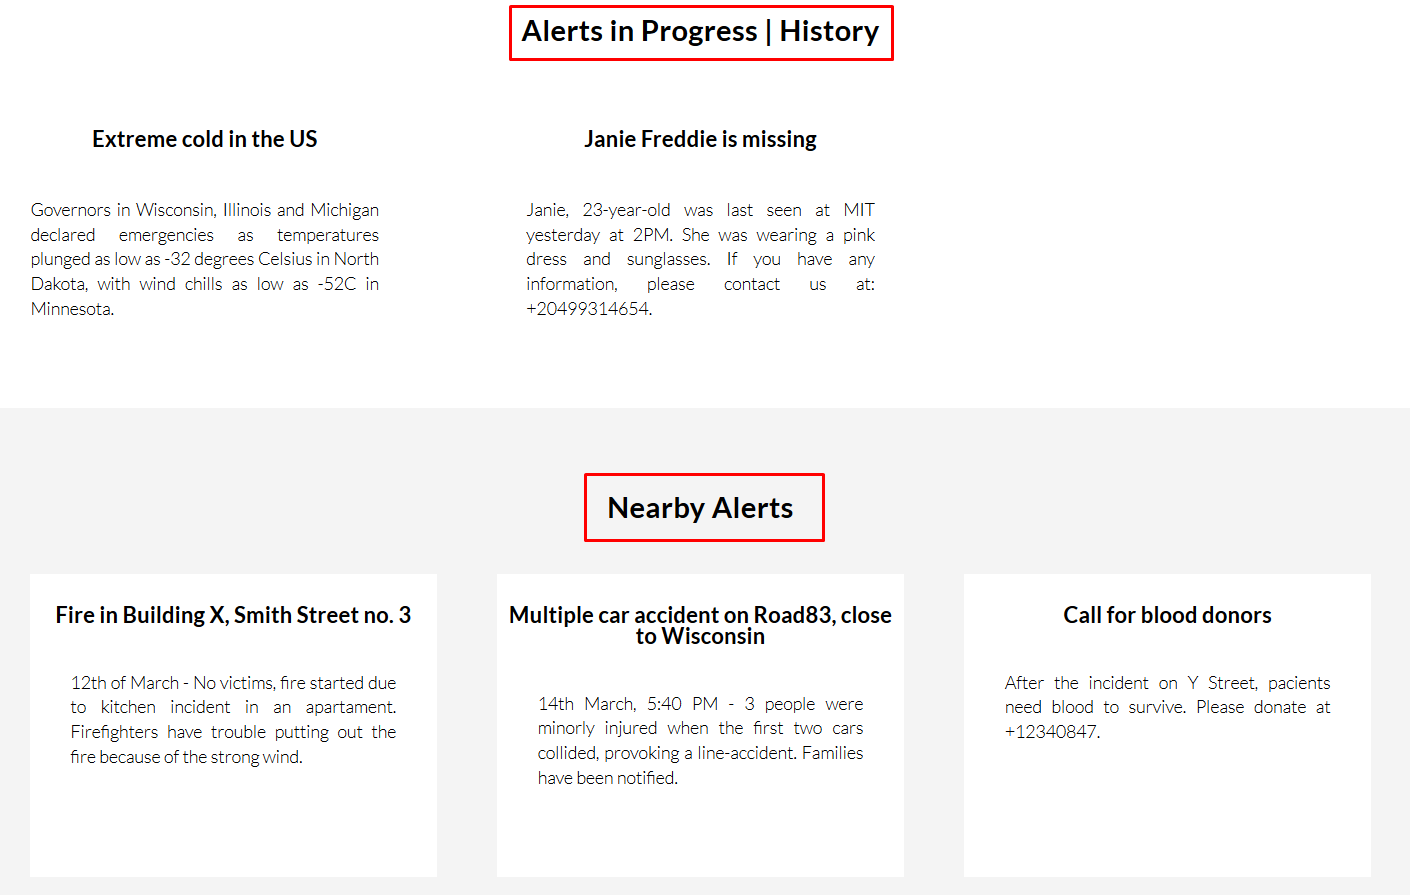 Alerts in Progress | History
Extreme cold in the US
Governors in Wisconsin, Illinois and Michigan
declared emergencies as temperatures
plunged as low as -32 degrees Celsius in North
Dakota, with wind chills as low as -52C in
Minnesota.
Janie Freddie is missing
Janie, 23-year-old was last seen at MIT
yesterday at 2PM. She was wearing a pink
dress and sunglasses. If you have any
information, please contact us at:
+20499314654.
Nearby Alerts
Fire in Building X, Smith Street no. 3
12th of March - No victims, fire started due
to kitchen incident in an apartament.
Firefighters have trouble putting out the
fire because of the strong wind.
Multiple car accident on Road83, close
to Wisconsin
14th March, 5:40 PM - 3 people were
minorly injured when the first two cars
collided, provoking a line-accident. Families
have been notified.
Call for blood donors
After the incident on Y Street, pacients
need blood to survive. Please donate at
+12340847.